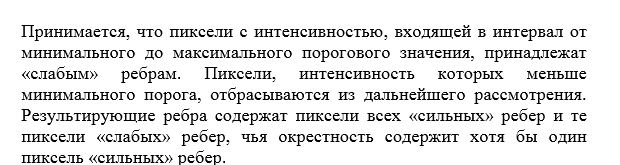 Принимается, что пиксели с интенсивностью, входящей в интервал от
минимального до максимального порогового значения, принадлежат
«слабым» ребрам. Пиксели, интенсивность которых меньше
минимального порога, отбрасываются из дальнейшего рассмотрения.
Результирующие ребра содержат пиксели всех «сильных» ребер и те
пиксели «слабых» ребер, чья окрестность содержит хотя бы один
пиксель «сильных» ребер.